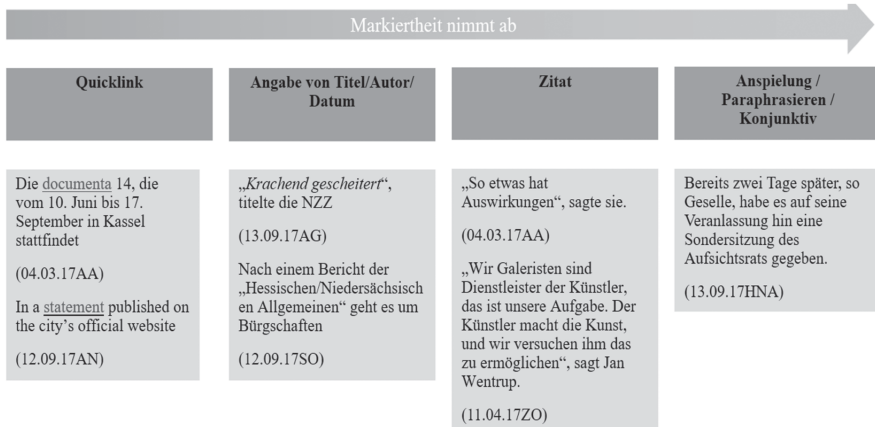 Markiertheit nimmt ab
Quicklink
Angabe von Titel/Autor/
Datum
Zitat
Anspielung /
Paraphrasieren /
Konjunktiv
Die documenta 14, die
vom 10. Juni bis 17.
September in Kassel
stattfindet
(04.03.17AA)
In a statement published on
the city’s official website
(12.09.17AN)
„Krachend gescheitert“,
titelte die NZZ
(13.09.17AG)
Nach einem Bericht der
„Hessischen/Niedersächsisch
en Allgemeinen“ geht es um
Bürgschaften
(12.09.17SO)
„So etwas hat
Auswirkungen“, sagte sie.
(04.03.17AA)
„Wir Galeristen sind
Dienstleister der Künstler,
das ist unsere Aufgabe. Der
Künstler macht die Kunst,
und wir versuchen ihm das
zu ermöglichen“, sagt Jan
Wentrup.
(11.04.17ZO)
Bereits zwei Tage später, so
Geselle, habe es auf seine
Veranlassung hin eine
Sondersitzung des
Aufsichtsrats gegeben.
(13.09.17HNA)